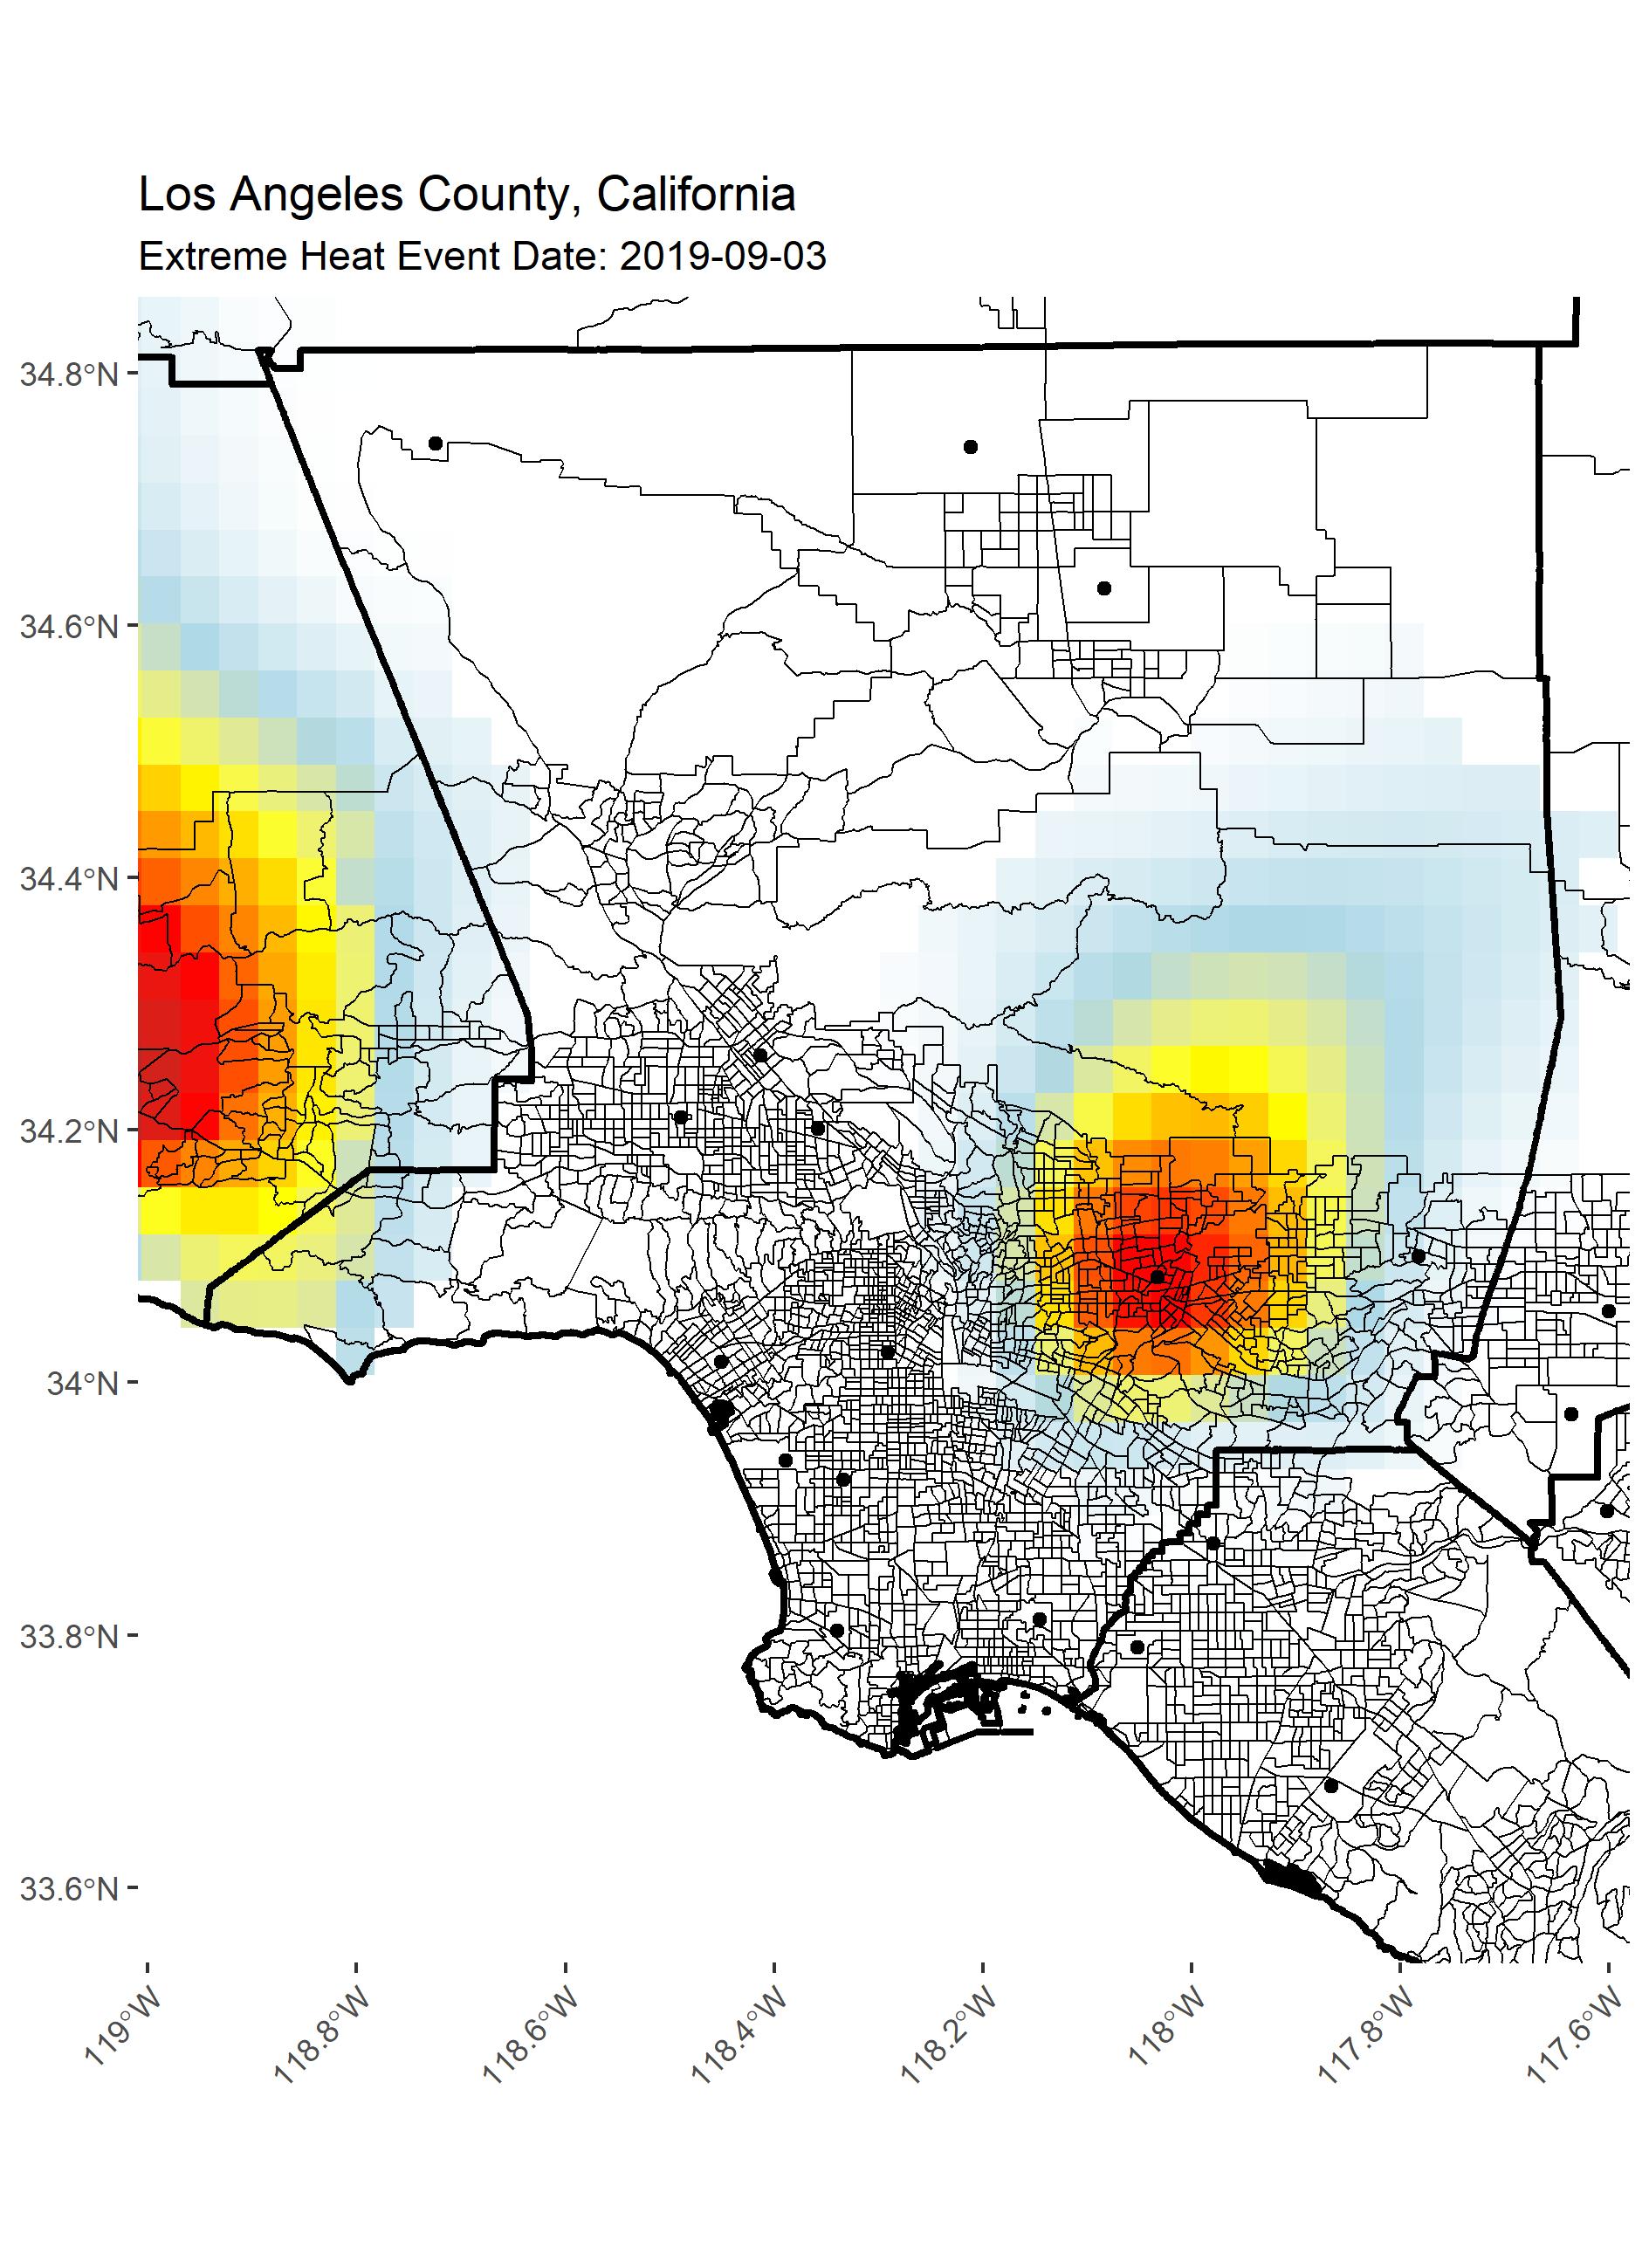 Los Angeles County, California
Extreme Heat Event Date: 2019-09-03
34.8°N
34.6°N
34.4°N
34.2°N
34°N
33.8°N
33.6°N
119°W
118.8°W
118.6°W
118.4°W
118.2°W
118°W
117.8°W
117.6°W